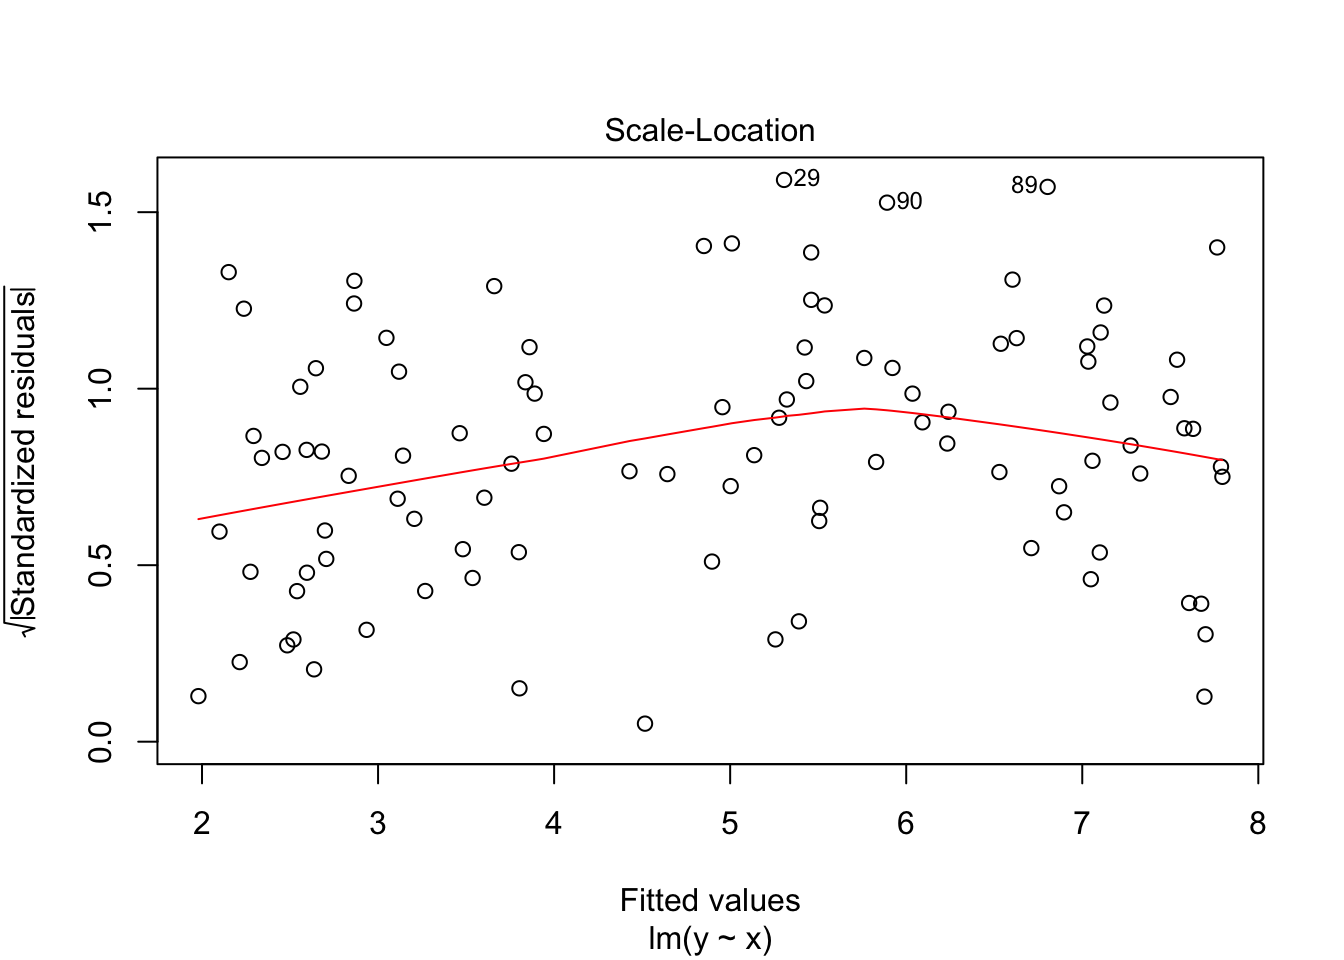 Scale-Location
√|Standardized residuals|
1.5
1.0
0.5
0.0
29
90
89
2 3 4 5 6 7 8
Fitted values
lm(y ~ x)